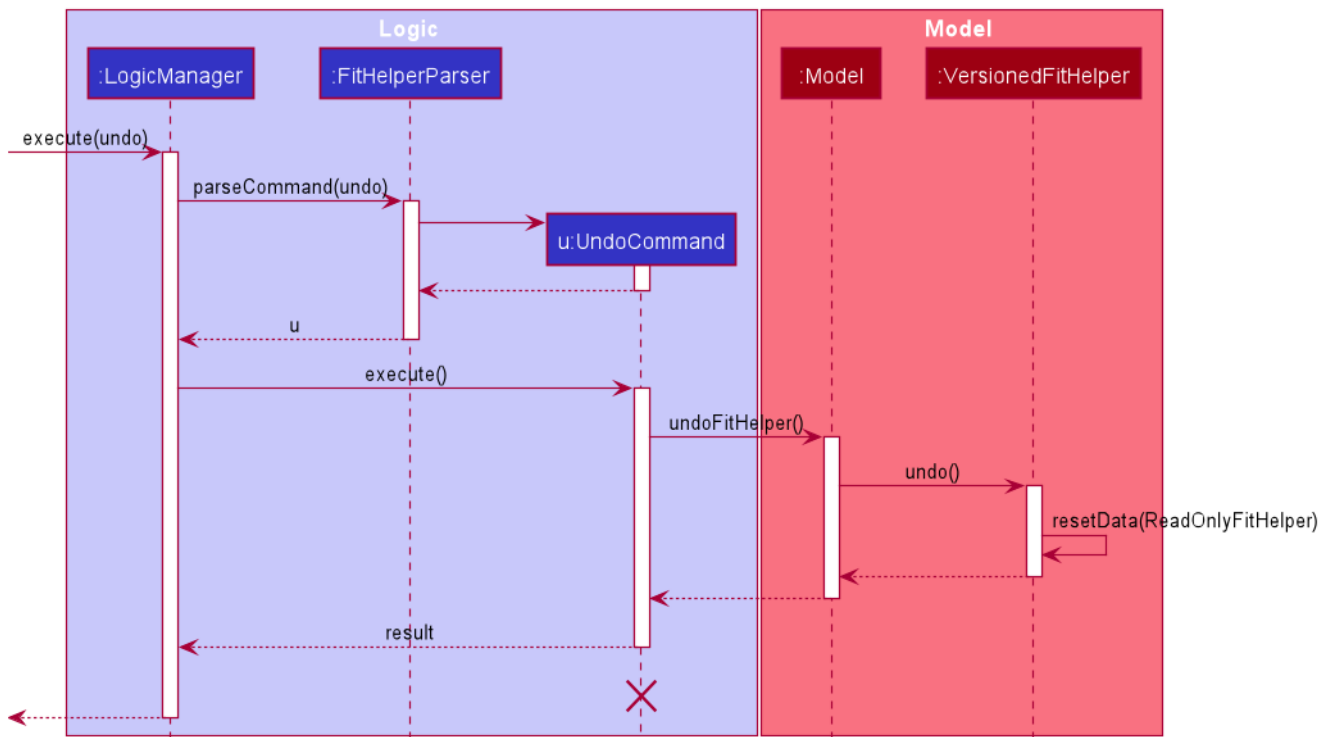 Logic
Model
:LogicManager
:FitHelperParser
:Model
:VersionedFitHelper
execute(undo)
parseCommand(undo)
u:UndoCommand
u
execute()
undoFitHelper()
undo()
resetData(ReadOnlyFitHelper)
result